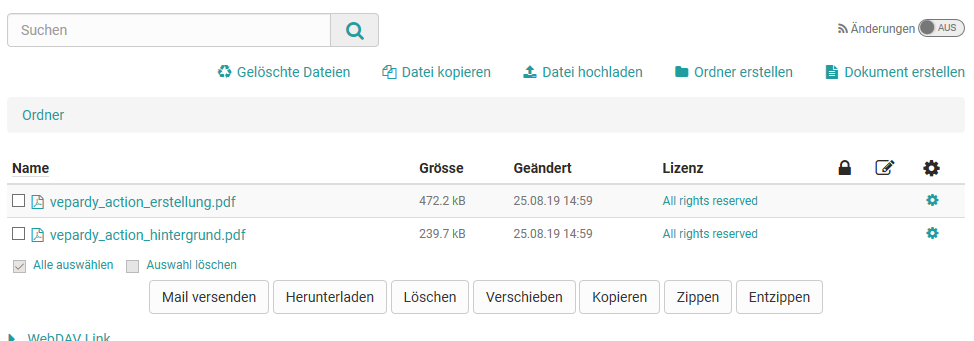 Suchen
Änderungen AUS
Gelöschte Dateien Datei kopieren Datei hochladen Ordner erstellen Dokument erstellen
Ordner
Name Grösse Geändert Lizenz
vepardy_action_erstellung.pdf 472.2 kB 25.08.19 14:59 All rights reserved
vepardy_action_hintergrund.pdf 239.7 kB 25.08.19 14:59 All rights reserved
Alle auswählen Auswahl löschen
Mail versenden Herunterladen Löschen Verschieben Kopieren Zippen Entzippen
WebDAV Link